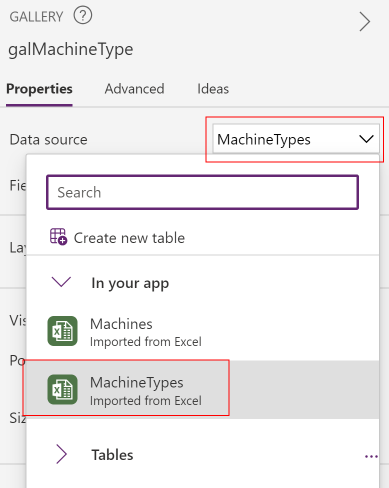 GALLERY ?
galMachineType
Properties Advanced Ideas
Data source MachineTypes
Fie
Search
Create new table
Lay
In your app
Vis
Machines
Imported from Excel
Po
MachineTypes
Imported from Excel
Siz
Tables ...